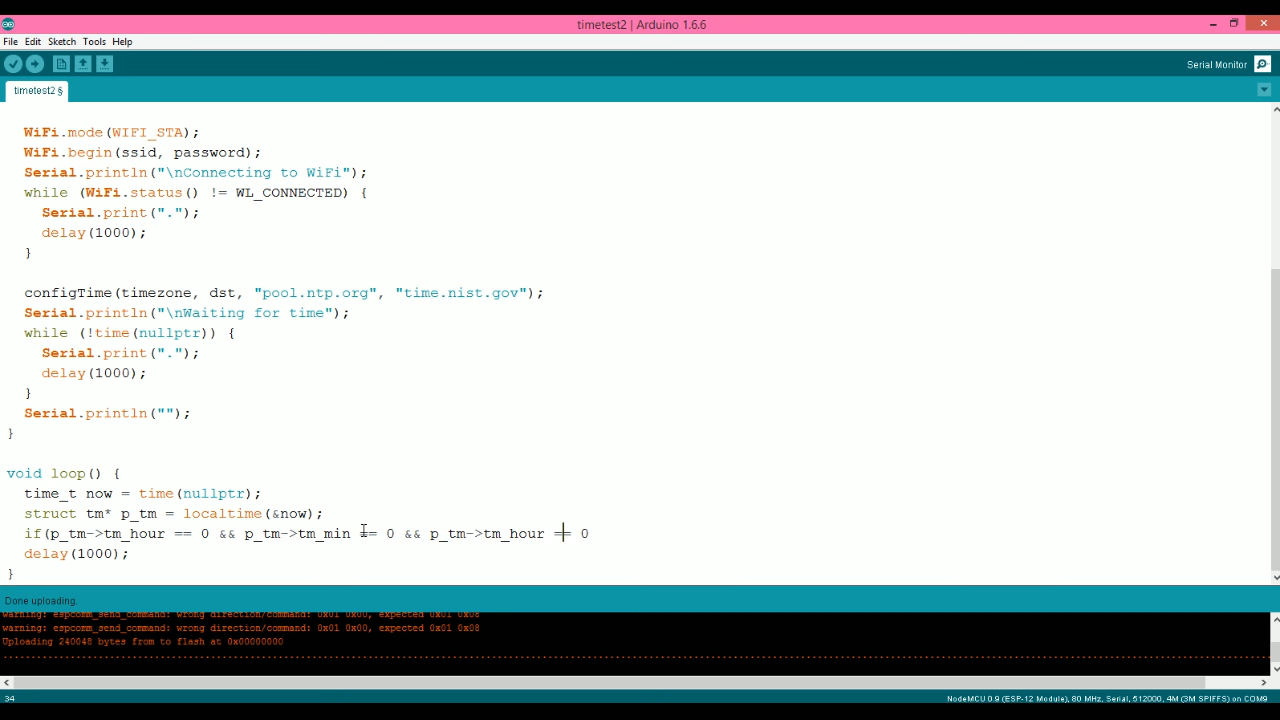 timetest2 | Arduino 1.6.6
File Edit Sketch Tools Help
Serial Monitor
timetest2 §
WiFi.mode(WIFI_STA);
WiFi.begin(ssid, password);
Serial.println("\nConnecting to WiFi");
while (WiFi.status() != WL_CONNECTED) {
Serial.print(".");
delay(1000);
}
configTime(timezone, dst, "pool.ntp.org", "time.nist.gov");
Serial.println("\nWaiting for time");
while (!time(nullptr)) {
Serial.print(".");
delay(1000);
}
Serial.println("");
}
void loop() {
time_t now = time(nullptr);
struct tm* p_tm = localtime(&now);
if(p_tm->tm_hour == 0 && p_tm->tm_min == 0 && p_tm->tm_hour == 0
delay(1000);
}
Done uploading.
warning: espcomm_send_command: wrong direction/command: 0x01 0x00, expected 0x01 0x08
warning: espcomm_send_command: wrong direction/command: 0x01 0x00, expected 0x01 0x08
Uploading 240048 bytes from to flash at 0x00000000
34
NodeMCU 0.9 (ESP-12 Module), 80 MHz, Serial, 512000, 4M (3M SPIFFS) on COM9